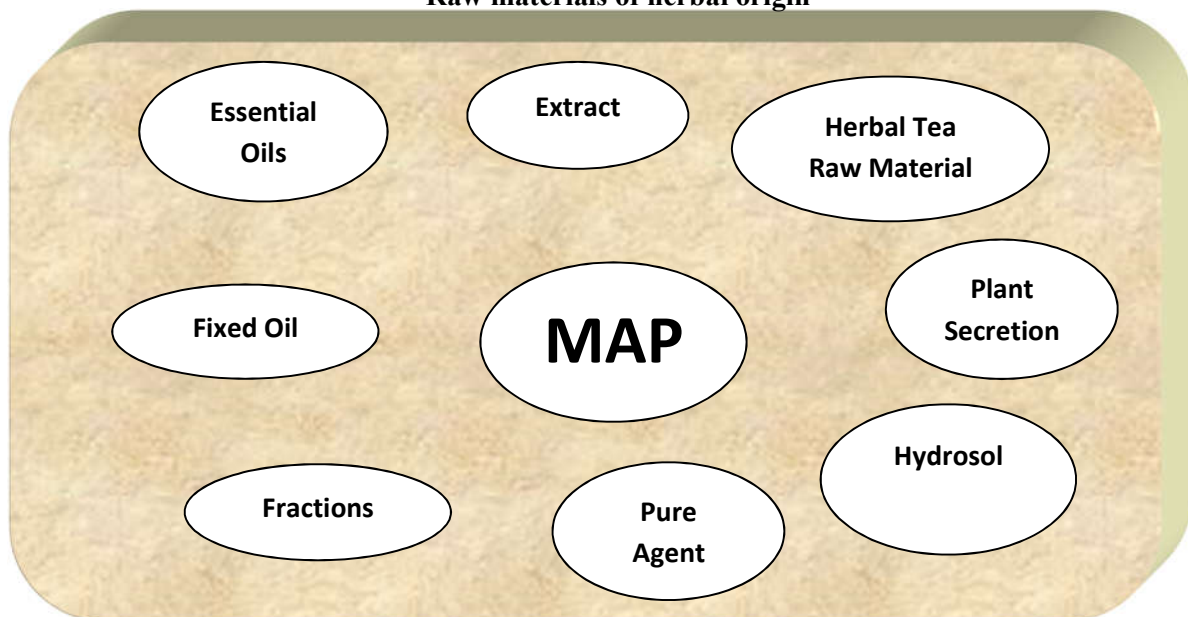 Raw materials of herbal origin
Essential
Oils
Extract
Herbal Tea
Raw Material
Plant
Secretion
Fixed Oil
MAP
Hydrosol
Fractions
Pure
Agent